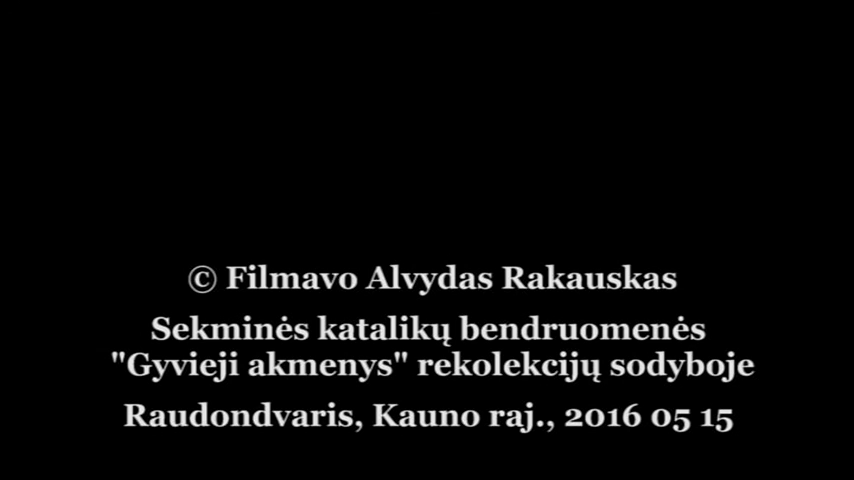 © Filmavo Alvydas Rakauskas
Sekminės katalikų bendruomenės
"Gyvieji akmenys" rekolekcijų sodyboje
Raudondvaris, Kauno raj., 2016 05 15